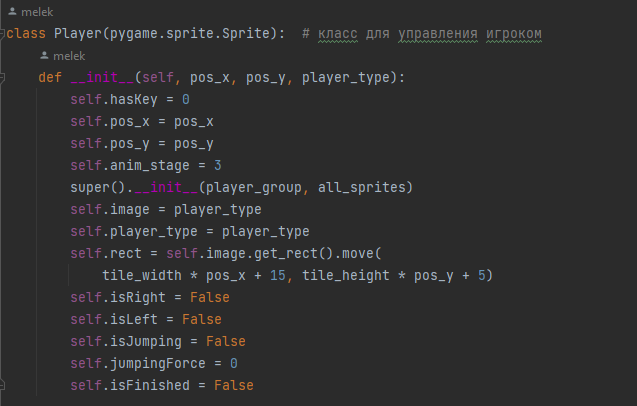 melek
class Player(pygame.sprite.Sprite):  # класс для управления игроком
melek
def __init__(self, pos_x, pos_y, player_type):
self.hasKey = 0
self.pos_x = pos_x
self.pos_y = pos_y
self.anim_stage = 3
super().__init__(player_group, all_sprites)
self.image = player_type
self.player_type = player_type
self.rect = self.image.get_rect().move(
tile_width * pos_x + 15, tile_height * pos_y + 5)
self.isRight = False
self.isLeft = False
self.isJumping = False
self.jumpingForce = 0
self.isFinished = False